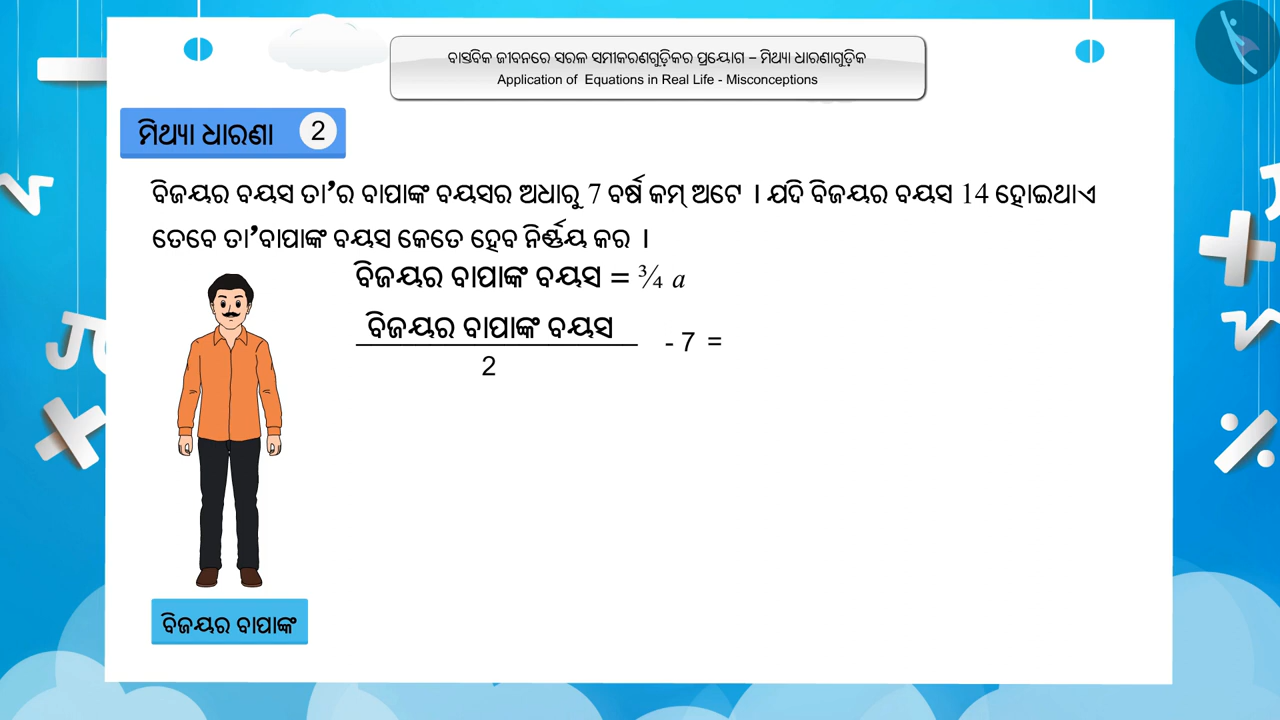 ବାସ୍ତବିକ ଜୀବନରେ ସରଳ ସମୀକରଣଗୁଡ଼ିକର ପ୍ରୟୋଗ – ମିଥ୍ୟା ଧାରଣାଗୁଡ଼ିକ
Application of Equations in Real Life - Misconceptions
ମିଥ୍ୟା ଧାରଣା 2
ବିଜୟର ବୟସ ତା’ର ବାପାଙ୍କ ବୟସର ଅଧାରୁ 7 ବର୍ଷ କମ୍ ଅଟେ । ଯଦି ବିଜୟର ବୟସ 14 ହୋଇଥାଏ
ତେବେ ତା’ବାପାଙ୍କ ବୟସ କେତେ ହେବ ନିର୍ଣ୍ଣୟ କର ।
ବିଜୟର ବାପାଙ୍କ ବୟସ = ¾ a
ବିଜୟର ବାପାଙ୍କ ବୟସ
- 7 =
2
ବିଜୟର ବାପାଙ୍କ